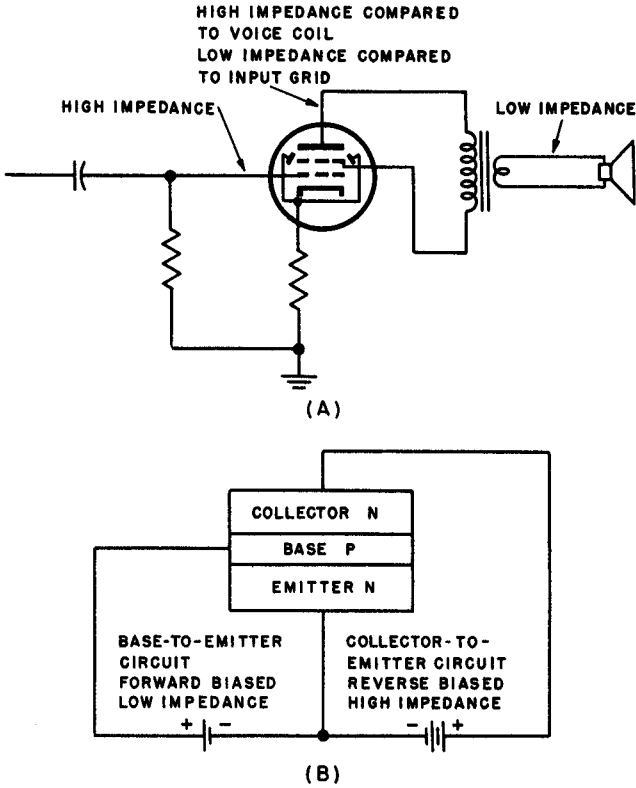 HIGH IMPEDANCE COMPARED
TO VOICE COIL
LOW IMPEDANCE COMPARED
TO INPUT GRID
HIGH IMPEDANCE
LOW IMPEDANCE
(A)
COLLECTOR N
BASE P
EMITTER N
BASE-TO-EMITTER
CIRCUIT
FORWARD BIASED
LOW IMPEDANCE
+ -
COLLECTOR-TO-
EMITTER CIRCUIT
REVERSE BIASED
HIGH IMPEDANCE
- +
(B)